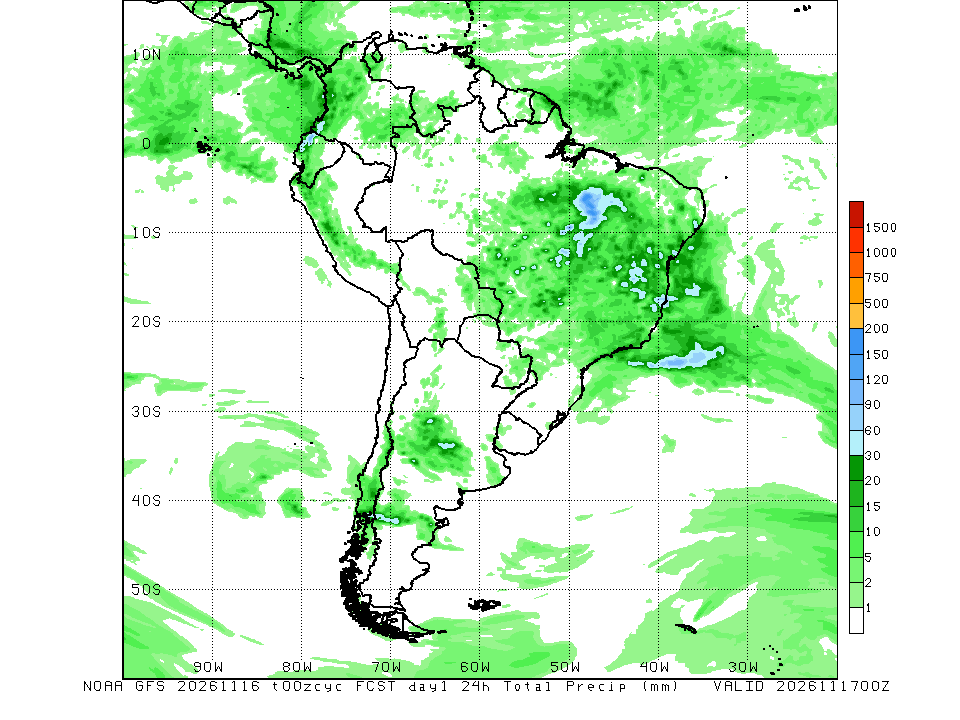 10N
0
10S
20S
30S
40S
50S
90W 80W 70W 60W 50W 40W 30W
1500
1000
750
500
200
150
120
90
60
30
20
15
10
5
2
1
NOAA GFS 20261116 t00zcyc FCST day1 24h Total Precip (mm) VALID 2026111700Z